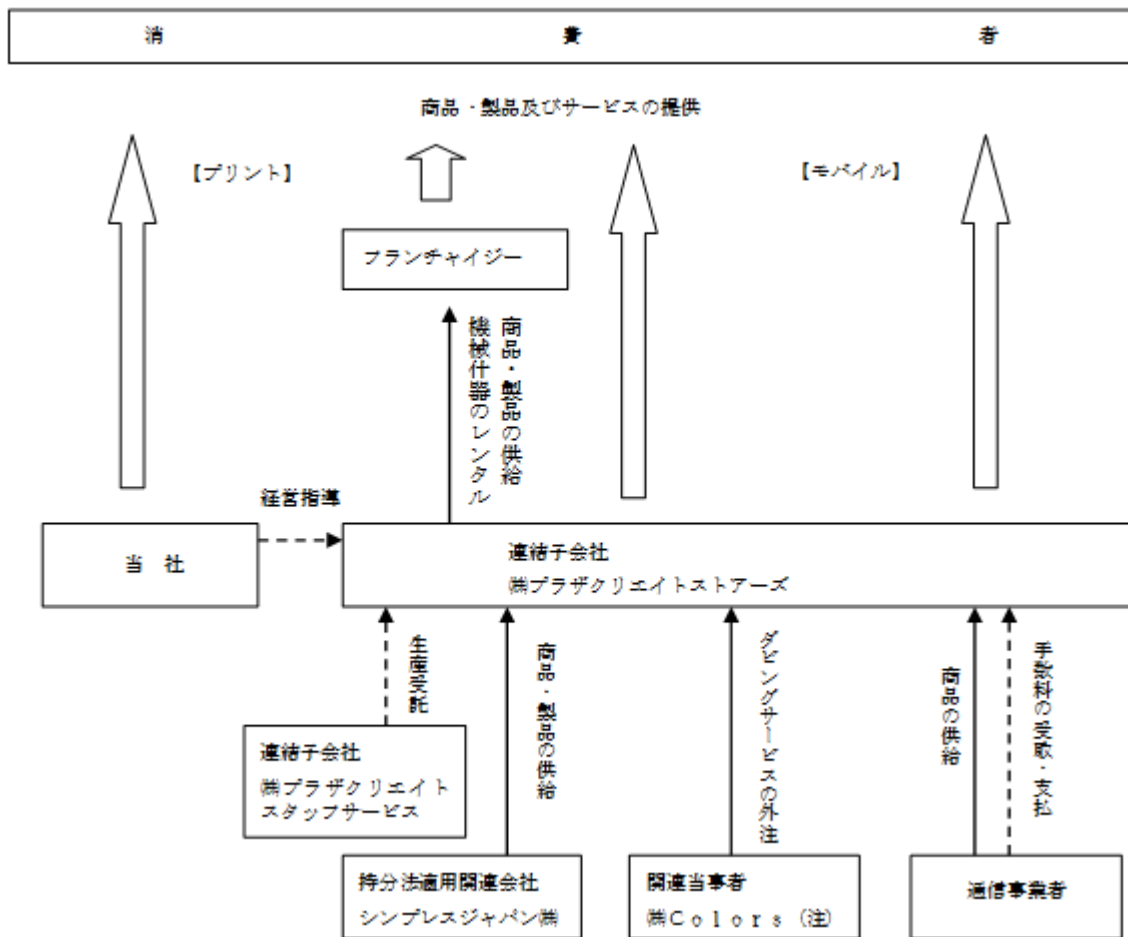 消費者
商品・製品及びサービスの提供
【プリント】
【モバイル】
フランチャイジー
商品・製品の供給
機械什器のレンタル
経営指導
当社
連結子会社
㈱プラザクリエイトストアーズ
生産受託
商品・製品の供給
ダビングサービスの外注
商品の供給
手数料の受取・支払
連結子会社
㈱プラザクリエイト
スタッフサービス
持分法適用関連会社
シンプレスジャパン㈱
関連当事者
㈱Colors（注）
通信事業者